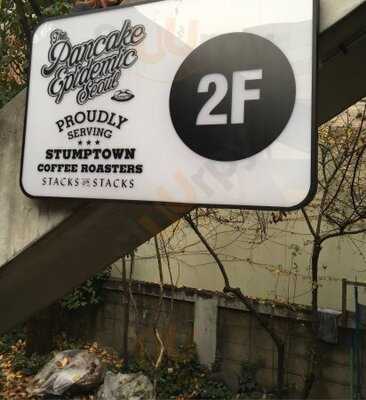 The
Pancake
Epidemic
Seoul
PROUDLY
SERVING
STUMPTOWN
COFFEE ROASTERS
STACKS ON STACKS
2F